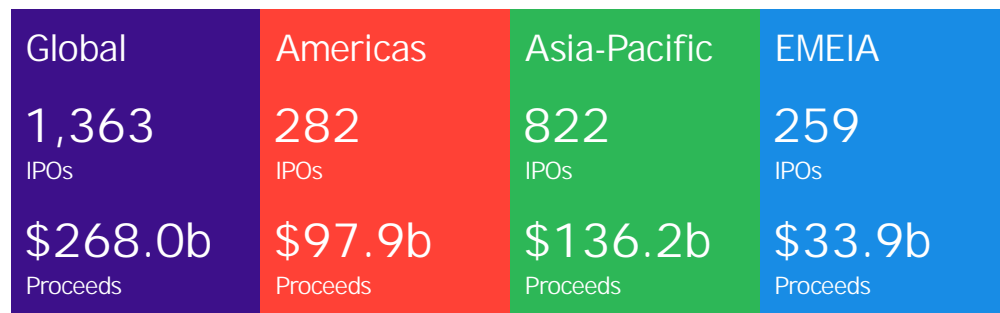 Global
1,363
IPOs
$268.0b
Proceeds
Americas
282
IPOs
$97.9b
Proceeds
Asia-Pacific
822
IPOs
$136.2b
Proceeds
EMEIA
259
IPOs
$33.9b
Proceeds